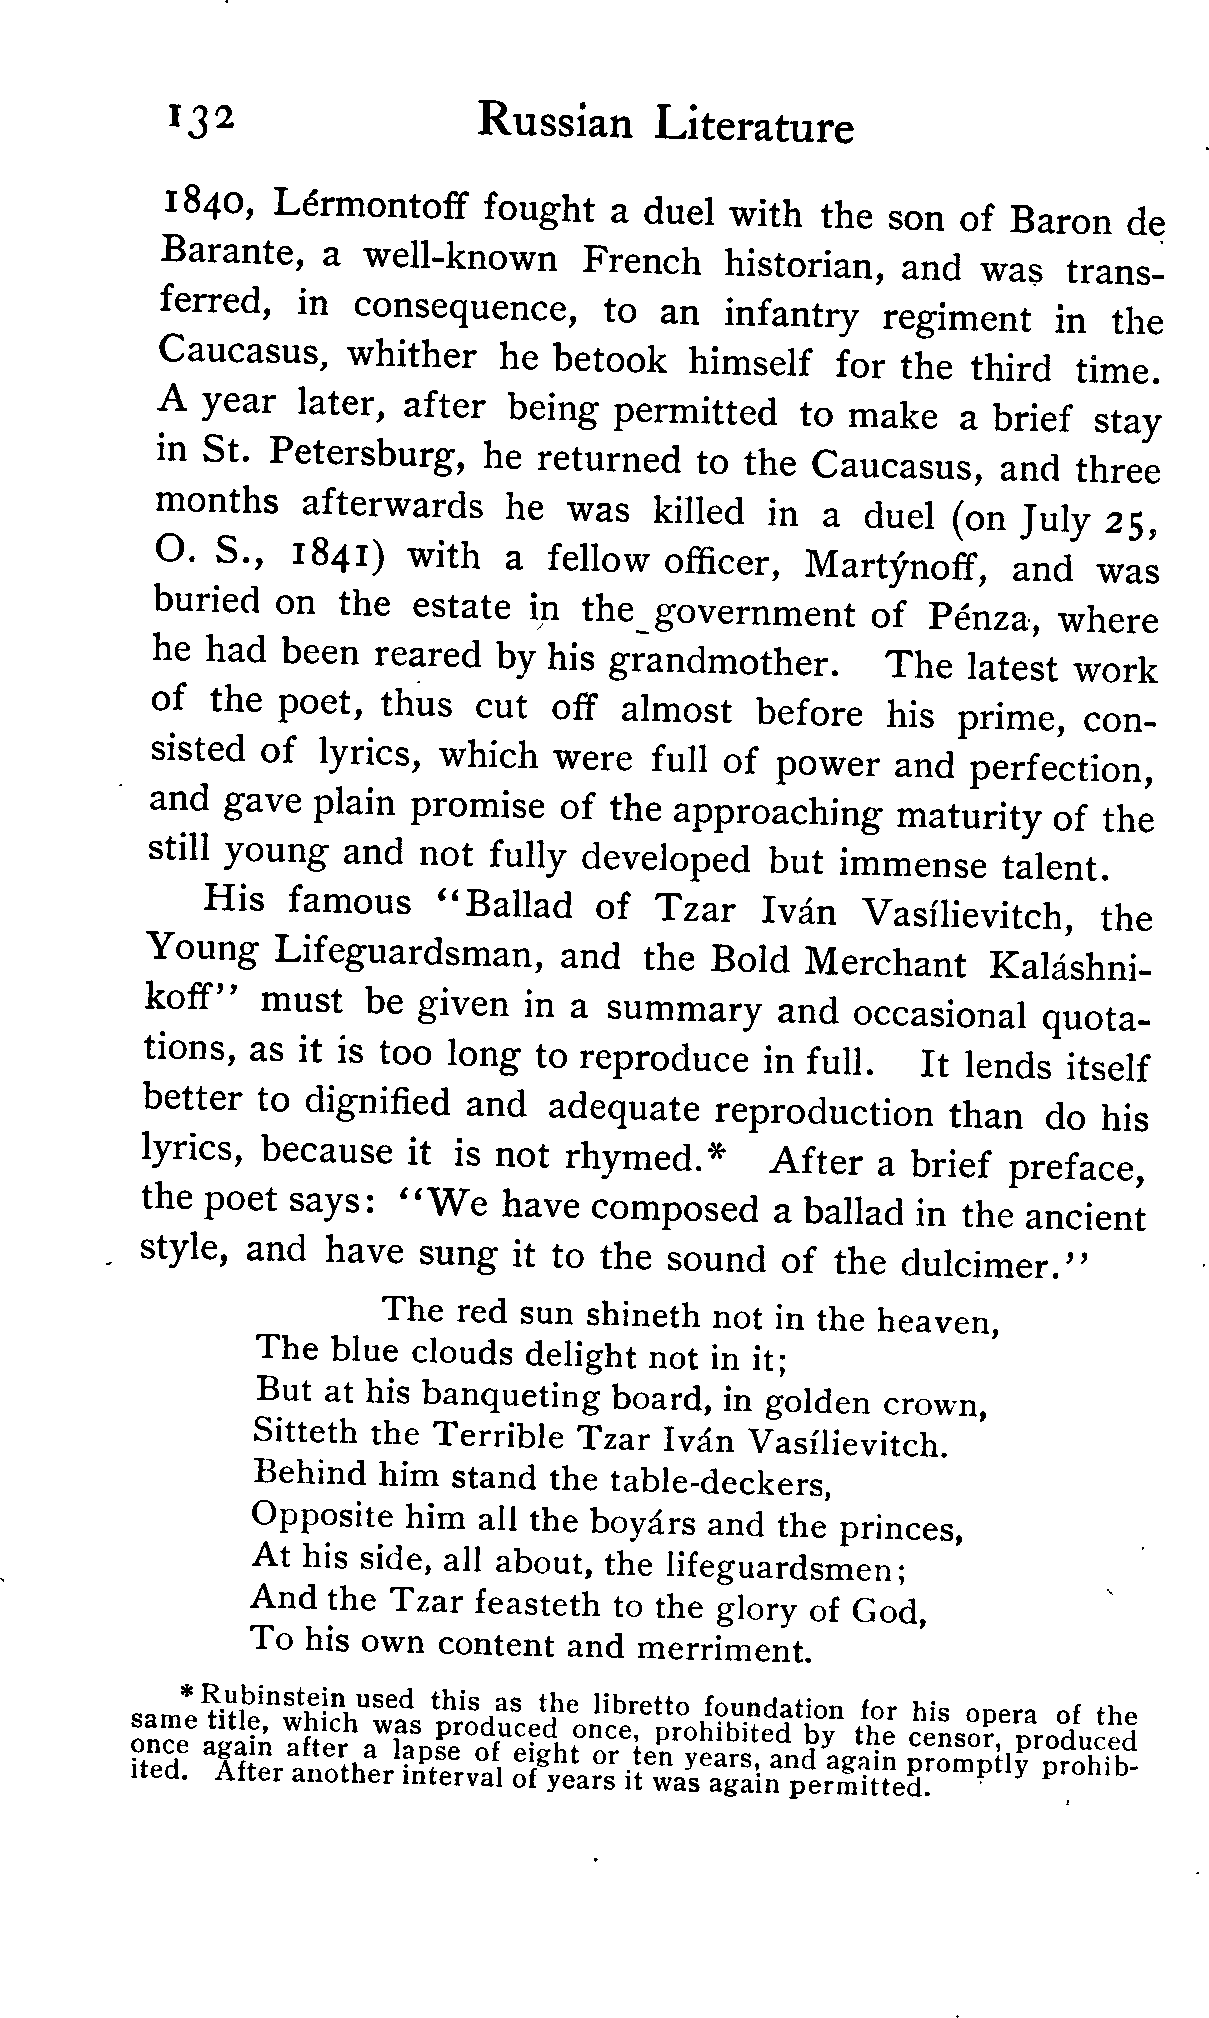 132 Russian Literature
1840, Lérmontoff fought a duel with the son of Baron de
Barante, a well-known French historian, and was trans-
ferred, in consequence, to an infantry regiment in the
Caucasus, whither he betook himself for the third time.
A year later, after being permitted to make a brief stay
in St. Petersburg, he returned to the Caucasus, and three
months afterwards he was killed in a duel (on July 25,
O. S., 1841) with a fellow officer, Martýnoff, and was
buried on the estate in the government of Pénza, where
he had been reared by his grandmother. The latest work
of the poet, thus cut off almost before his prime, con-
sisted of lyrics, which were full of power and perfection,
and gave plain promise of the approaching maturity of the
still young and not fully developed but immense talent.
His famous "Ballad of Tzar Iván Vasílievitch, the
Young Lifeguardsman, and the Bold Merchant Kaláshni-
koff" must be given in a summary and occasional quota-
tions, as it is too long to reproduce in full. It lends itself
better to dignified and adequate reproduction than do his
lyrics, because it is not rhymed.* After a brief preface,
the poet says: "We have composed a ballad in the ancient
style, and have sung it to the sound of the dulcimer."
The red sun shineth not in the heaven,
The blue clouds delight not in it;
But at his banqueting board, in golden crown,
Sitteth the Terrible Tzar Iván Vasílievitch.
Behind him stand the table-deckers,
Opposite him all the boyárs and the princes,
At his side, all about, the lifeguardsmen;
And the Tzar feasteth to the glory of God,
To his own content and merriment.
* Rubinstein used this as the libretto foundation for his opera of the
same title, which was produced once, prohibited by the censor, produced
once again after a lapse of eight or ten years, and again promptly prohib-
ited. After another interval of years it was again permitted.